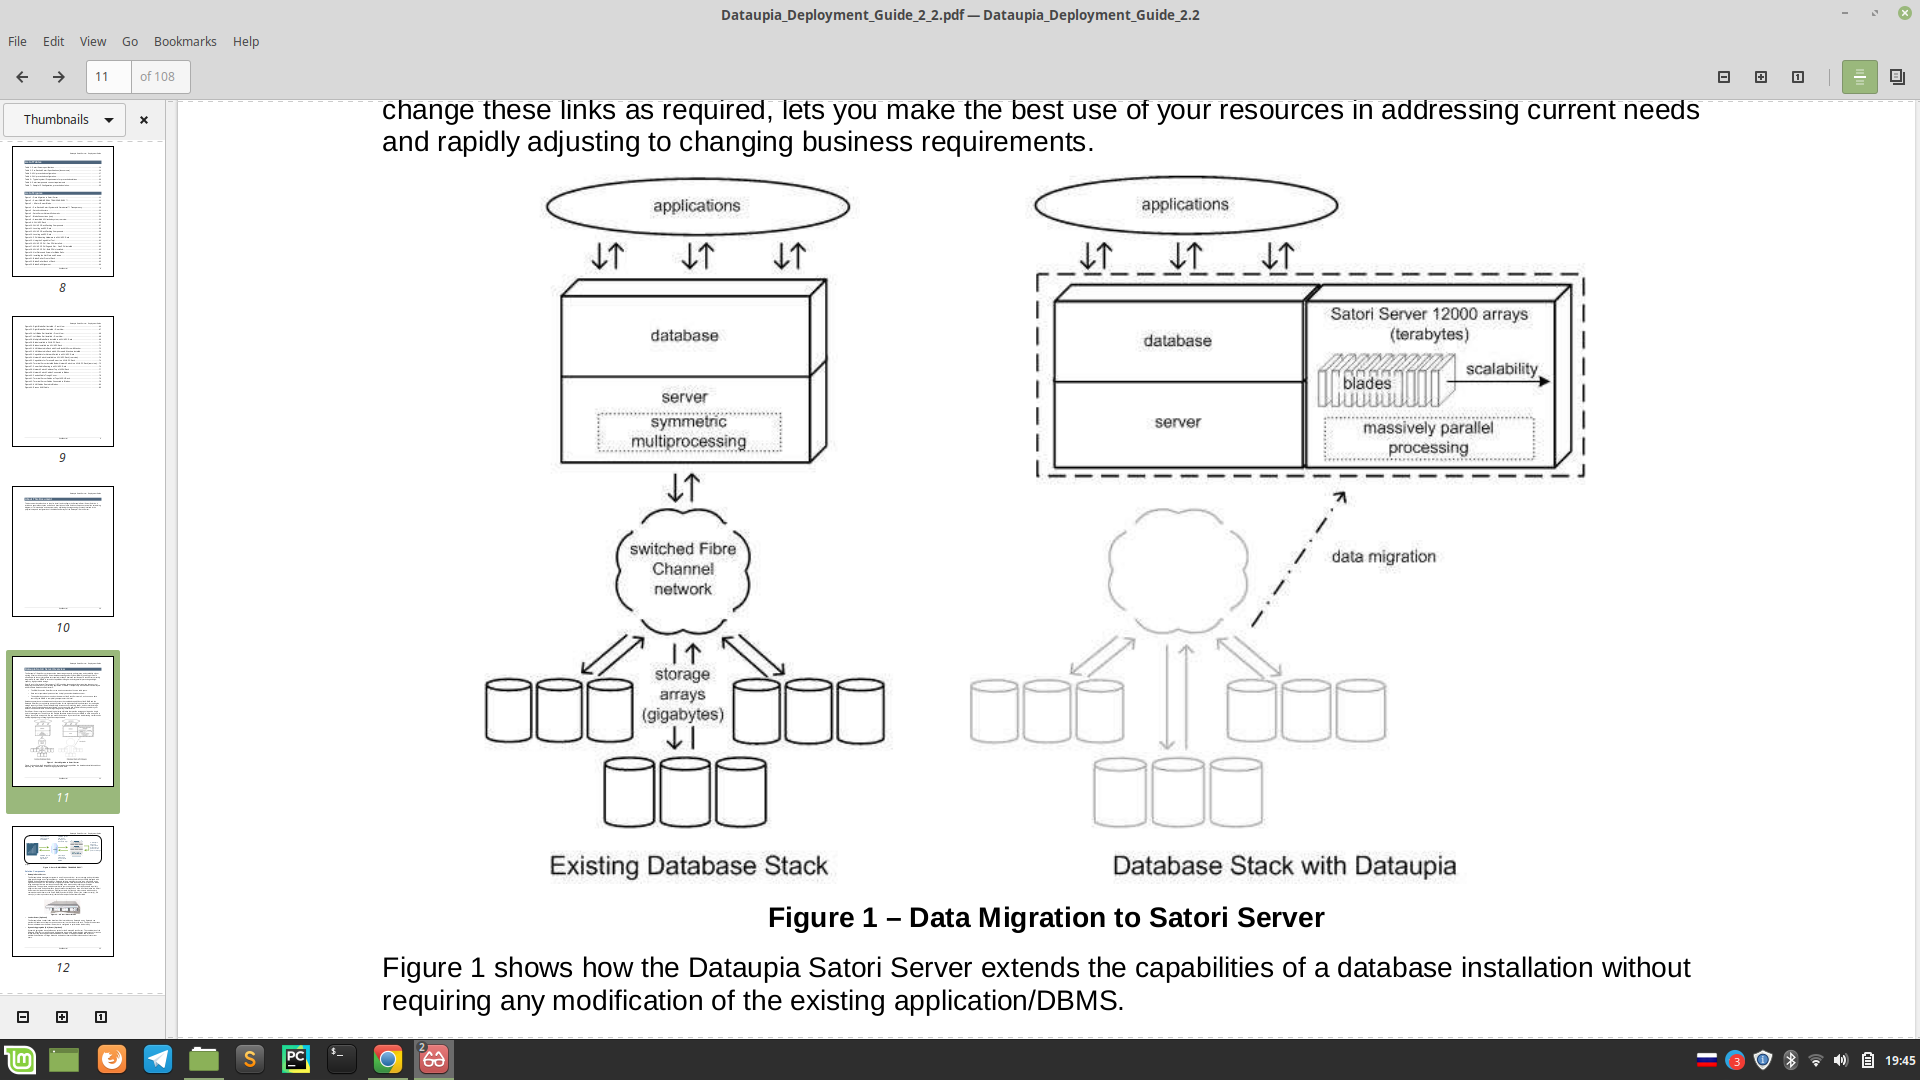 Dataupia_Deployment_Guide_2_2.pdf — Dataupia_Deployment_Guide_2.2
File Edit View Go Bookmarks Help
11 of 108
Thumbnails
8
9
10
11
12
change these links as required, lets you make the best use of your resources in addressing current needs
and rapidly adjusting to changing business requirements.
applications
database
server
symmetric
multiprocessing
switched Fibre
Channel
network
storage
arrays
(gigabytes)
Existing Database Stack
applications
database
server
Satori Server 12000 arrays
(terabytes)
blades
scalability
massively parallel
processing
data migration
Database Stack with Dataupia
Figure 1 – Data Migration to Satori Server
Figure 1 shows how the Dataupia Satori Server extends the capabilities of a database installation without
requiring any modification of the existing application/DBMS.
S
PC
$_
2
3
19:45